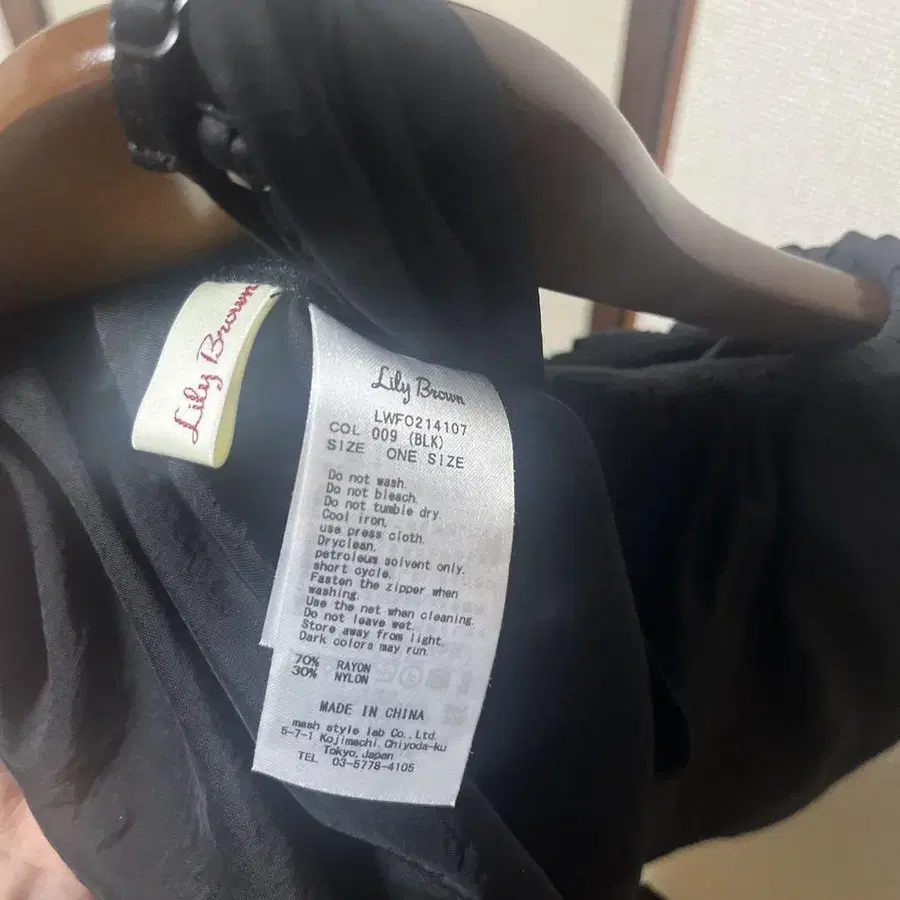 Lily Brown
Lily Brown
LWFO214107
COL 009 (BLK)
SIZE ONE SIZE
Do not wash.
Do not bleach.
Do not tumble dry.
Cool iron,
use press cloth.
Dryclean.
petroleum solvent only.
short cycle.
Fasten the zipper when
washing.
Use the net when cleaning.
Do not leave wet.
Store away from light.
Dark colors may run.
70% RAYON
30% NYLON
MADE IN CHINA
mash style lab Co., Ltd.
5-7-1 Kojimachi, Chiyoda-ku
Tokyo, Japan
TEL 03-5778-4105